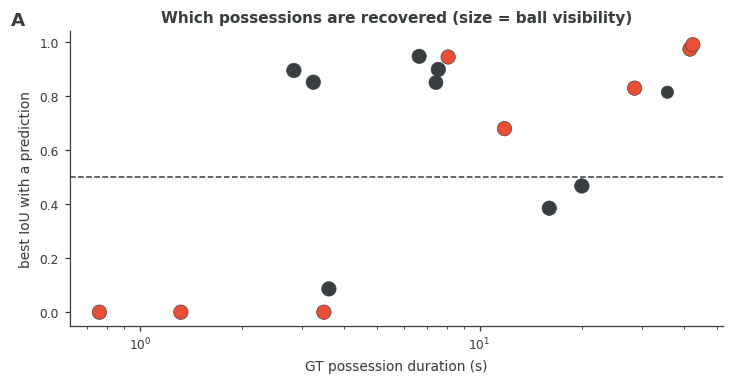 A
Which possessions are recovered (size = ball visibility)
1.0
0.8
0.6
0.4
0.2
0.0
best IoU with a prediction
10⁰
10¹
GT possession duration (s)